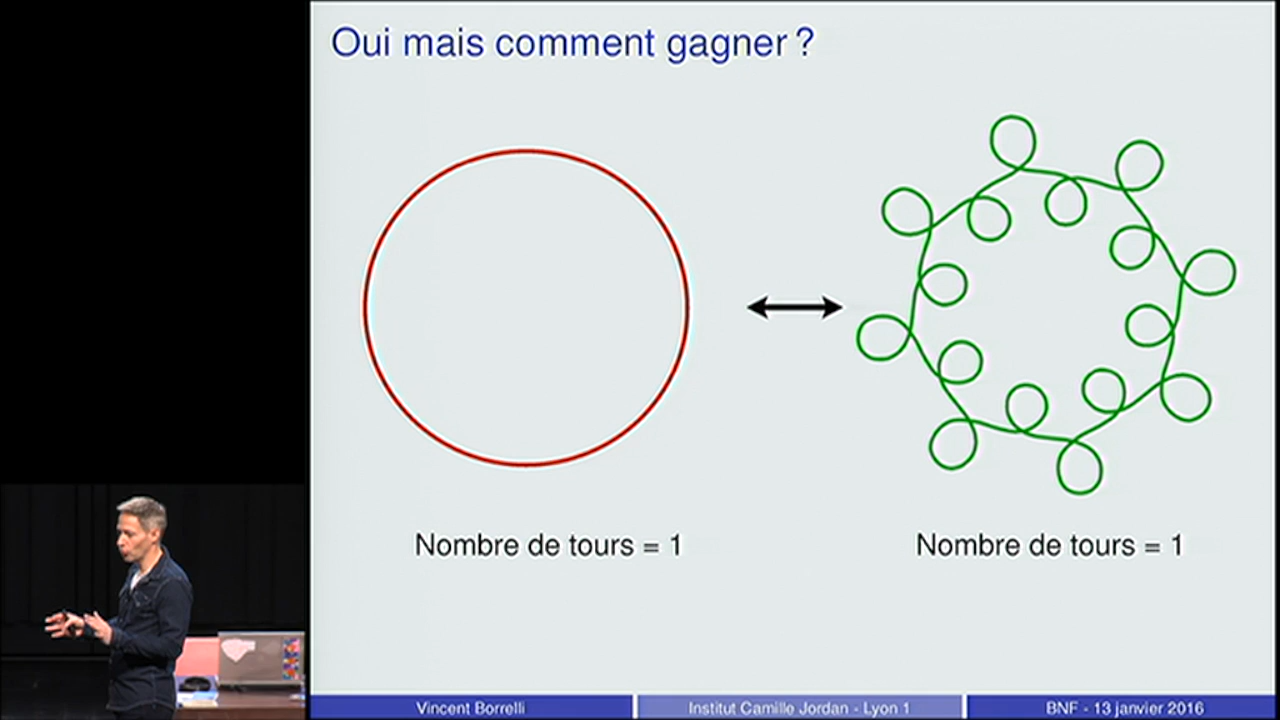 Oui mais comment gagner ?
Nombre de tours = 1
Nombre de tours = 1
Vincent Borrelli
Institut Camille Jordan - Lyon 1
BNF - 13 janvier 2016